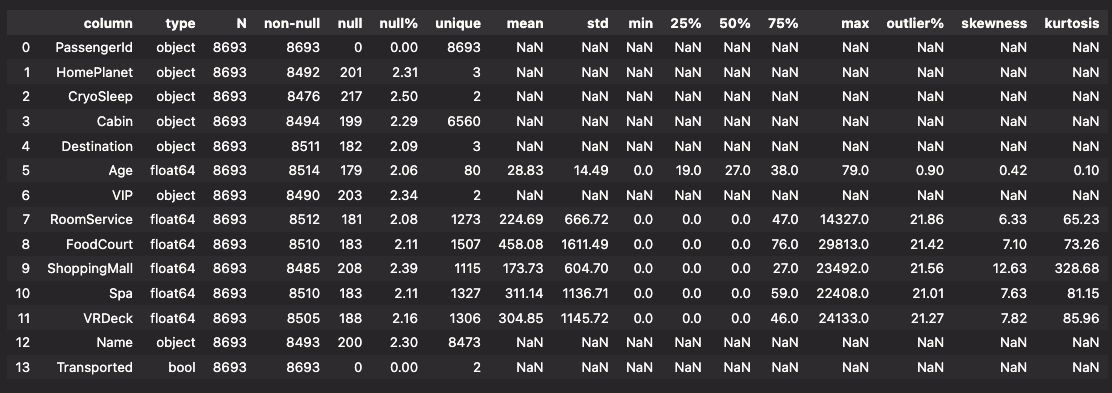 column type N non-null null null% unique mean std min 25% 50% 75% max outlier% skewness kurtosis
0 PassengerId object 8693 8693 0 0.00 8693 NaN NaN NaN NaN NaN NaN NaN NaN NaN NaN
1 HomePlanet object 8693 8492 201 2.31 3 NaN NaN NaN NaN NaN NaN NaN NaN NaN NaN
2 CryoSleep object 8693 8476 217 2.50 2 NaN NaN NaN NaN NaN NaN NaN NaN NaN NaN
3 Cabin object 8693 8494 199 2.29 6560 NaN NaN NaN NaN NaN NaN NaN NaN NaN NaN
4 Destination object 8693 8511 182 2.09 3 NaN NaN NaN NaN NaN NaN NaN NaN NaN NaN
5 Age float64 8693 8514 179 2.06 80 28.83 14.49 0.0 19.0 27.0 38.0 79.0 0.90 0.42 0.10
6 VIP object 8693 8490 203 2.34 2 NaN NaN NaN NaN NaN NaN NaN NaN NaN NaN
7 RoomService float64 8693 8512 181 2.08 1273 224.69 666.72 0.0 0.0 0.0 47.0 14327.0 21.86 6.33 65.23
8 FoodCourt float64 8693 8510 183 2.11 1507 458.08 1611.49 0.0 0.0 0.0 76.0 29813.0 21.42 7.10 73.26
9 ShoppingMall float64 8693 8485 208 2.39 1115 173.73 604.70 0.0 0.0 0.0 27.0 23492.0 21.56 12.63 328.68
10 Spa float64 8693 8510 183 2.11 1327 311.14 1136.71 0.0 0.0 0.0 59.0 22408.0 21.01 7.63 81.15
11 VRDeck float64 8693 8505 188 2.16 1306 304.85 1145.72 0.0 0.0 0.0 46.0 24133.0 21.27 7.82 85.96
12 Name object 8693 8493 200 2.30 8473 NaN NaN NaN NaN NaN NaN NaN NaN NaN NaN
13 Transported bool 8693 8693 0 0.00 2 NaN NaN NaN NaN NaN NaN NaN NaN NaN NaN